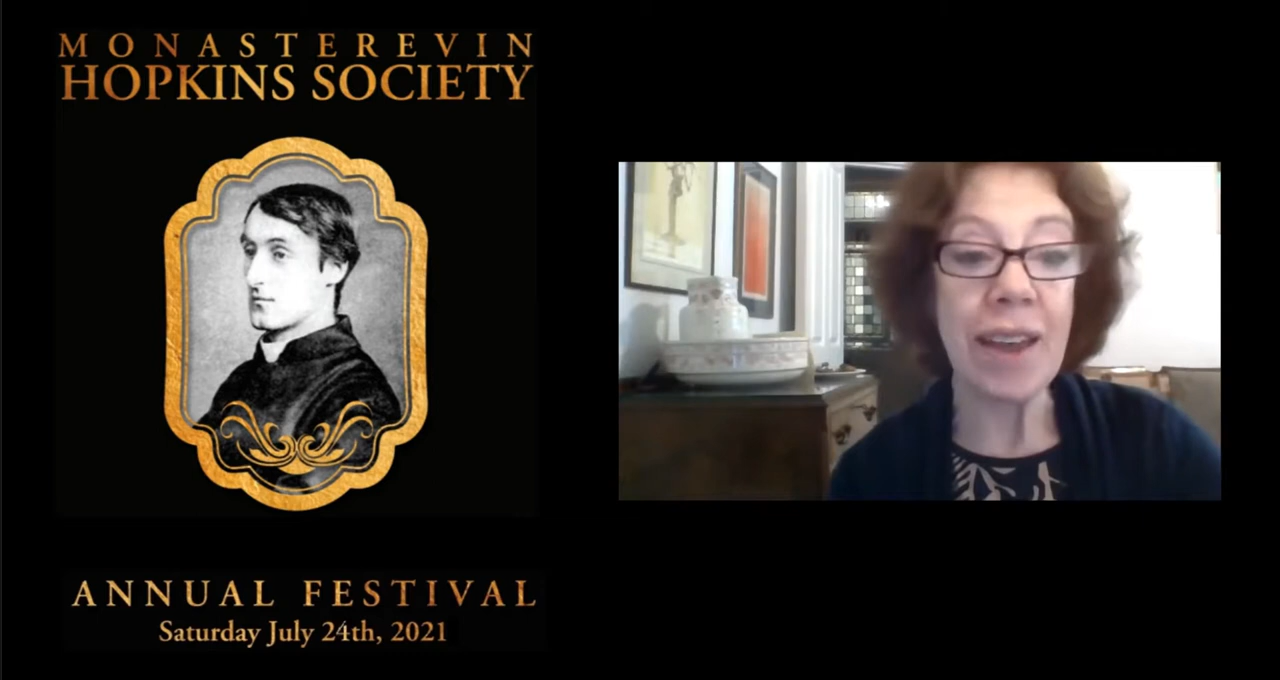 MONASTEREVIN
HOPKINS SOCIETY
ANNUAL FESTIVAL
Saturday July 24th, 2021